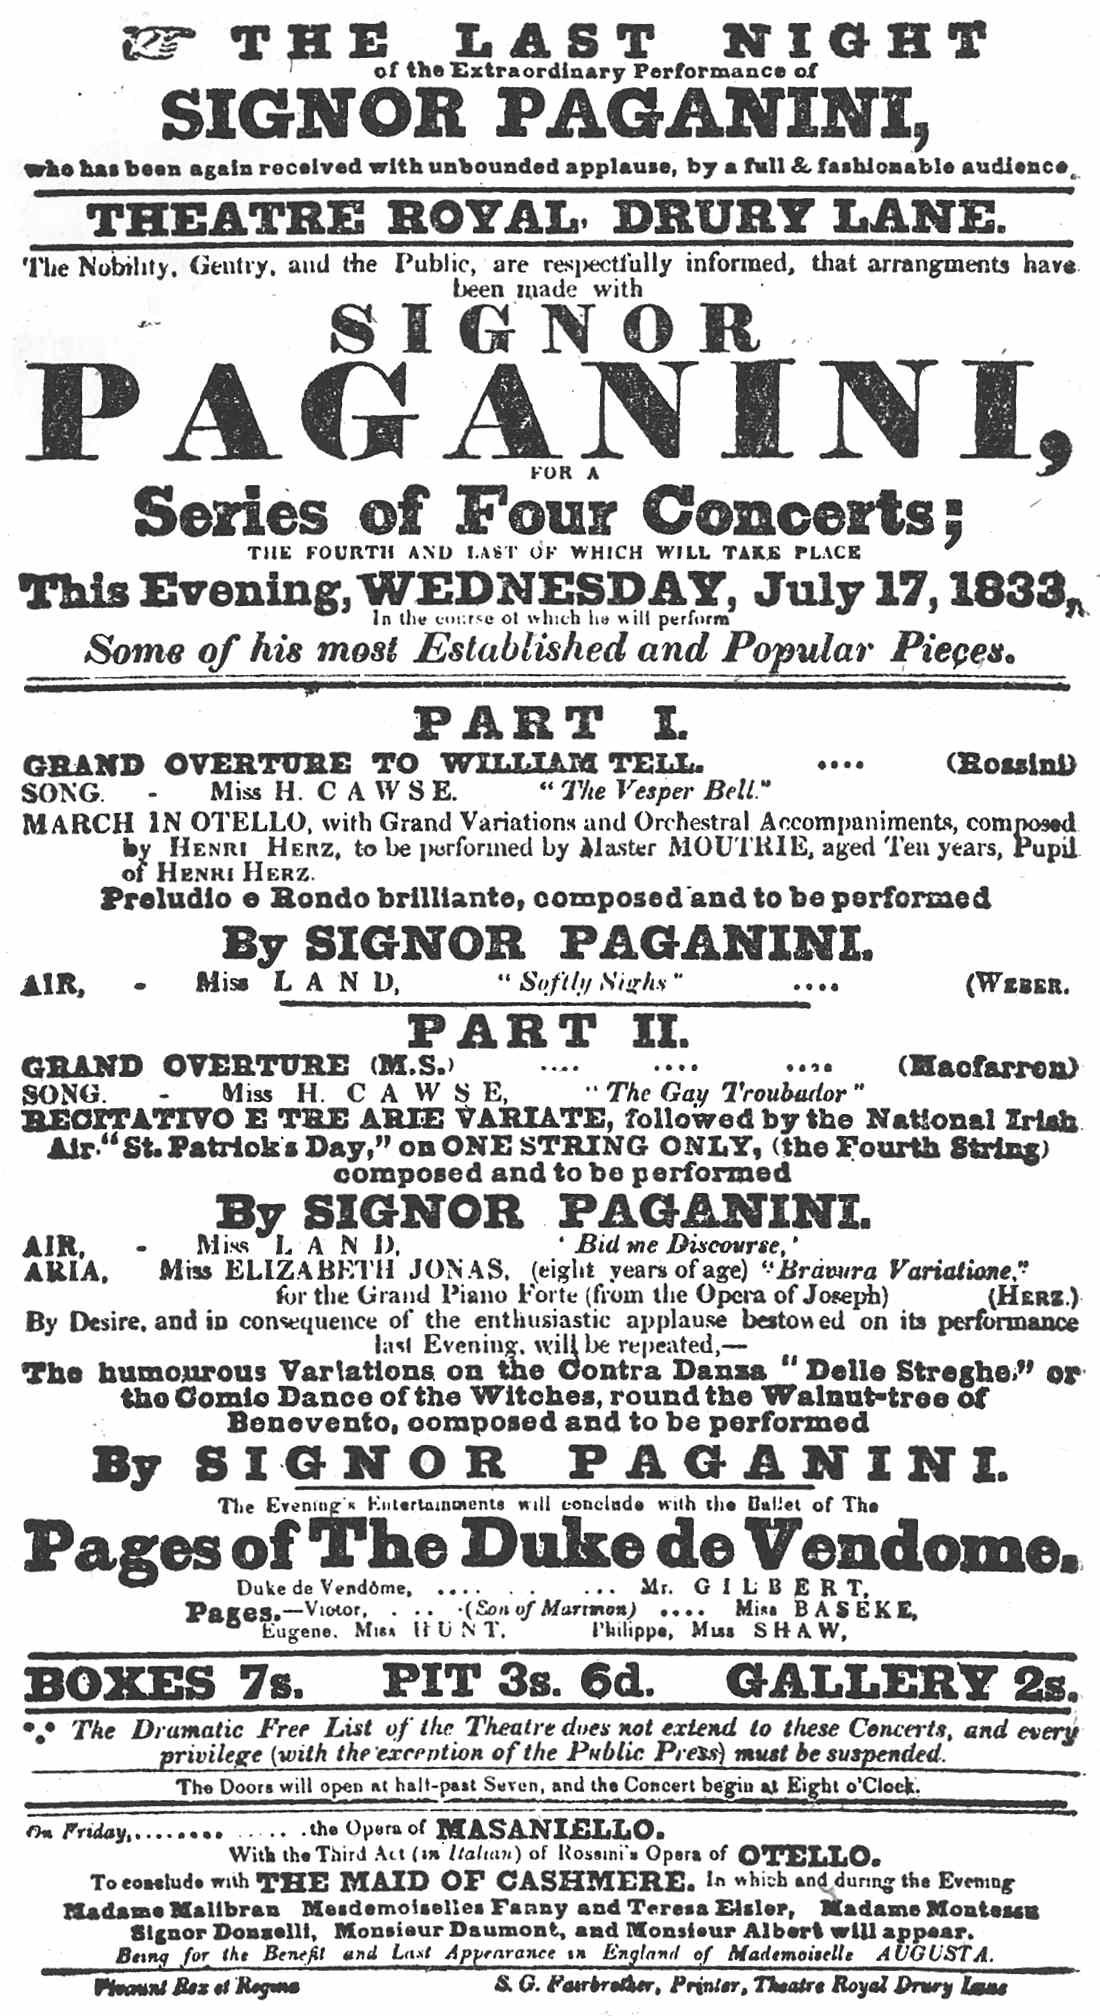 THE LAST NIGHT
of the Extraordinary Performance of
SIGNOR PAGANINI,
who has been again received with unbounded applause, by a full & fashionable audience.
THEATRE ROYAL, DRURY LANE.
The Nobility, Gentry, and the Public, are respectfully informed, that arrangments have
been made with
SIGNOR
PAGANINI,
FOR A
Series of Four Concerts;
THE FOURTH AND LAST OF WHICH WILL TAKE PLACE
This Evening, WEDNESDAY, July 17, 1833,
In the course of which he will perform
Some of his most Established and Popular Pieces.
PART I.
GRAND OVERTURE TO WILLIAM TELL. .... (Rossini)
SONG. - Miss H. CAWSE. "The Vesper Bell."
MARCH IN OTELLO, with Grand Variations and Orchestral Accompaniments, composed
by HENRI HERZ, to be performed by Master MOUTRIE, aged Ten years, Pupil
of HENRI HERZ.
Preludio e Rondo brilliante, composed and to be performed
By SIGNOR PAGANINI.
AIR, - Miss LAND, "Softly Sighs" .... (WEBER.
PART II.
GRAND OVERTURE (M.S.) .... .... .... (Macfarren)
SONG. - Miss H. CAWSE, "The Gay Troubador"
RECITATIVO E TRE ARIE VARIATE, followed by the National Irish
Air "St. Patrick's Day," on ONE STRING ONLY, (the Fourth String)
composed and to be performed
By SIGNOR PAGANINI.
AIR, - Miss LAND, 'Bid me Discourse,'
ARIA, Miss ELIZABETH JONAS, (eight years of age) "Bravura Variatione,"
for the Grand Piano Forte (from the Opera of Joseph) (HERZ.)
By Desire, and in consequence of the enthusiastic applause bestowed on its performance
last Evening, will be repeated,—
The humourous Variations on the Contra Danza "Delle Streghe," or
the Comic Dance of the Witches, round the Walnut-tree of
Benevento, composed and to be performed
By SIGNOR PAGANINI.
The Evening's Entertainments will conclude with the Ballet of The
Pages of The Duke de Vendome.
Duke de Vendôme, .... . . ... Mr. GILBERT,
Pages.—Victor, . .. .(Son of Marimon) .... Miss BASEKE,
Eugene, Miss HUNT. Philippe, Miss SHAW,
BOXES 7s. PIT 3s. 6d. GALLERY 2s.
The Dramatic Free List of the Theatre does not extend to these Concerts, and every
privilege (with the exception of the Public Press) must be suspended.
The Doors will open at half-past Seven, and the Concert begin at Eight o'Clock.
On Friday,........ ..... .the Opera of MASANIELLO.
With the Third Act (in Italian) of Rossini's Opera of OTELLO.
To conclude with THE MAID OF CASHMERE. In which and during the Evening
Madame Malibran Mesdemoiselles Fanny and Teresa Elsler, Madame Montessu
Signor Donzelli, Monsieur Daumont, and Monsieur Albert will appear.
Being for the Benefit and Last Appearance in England of Mademoiselle AUGUSTA.
Vivant Rex et Regina S. G. Fairbrother, Printer, Theatre Royal Drury Lane